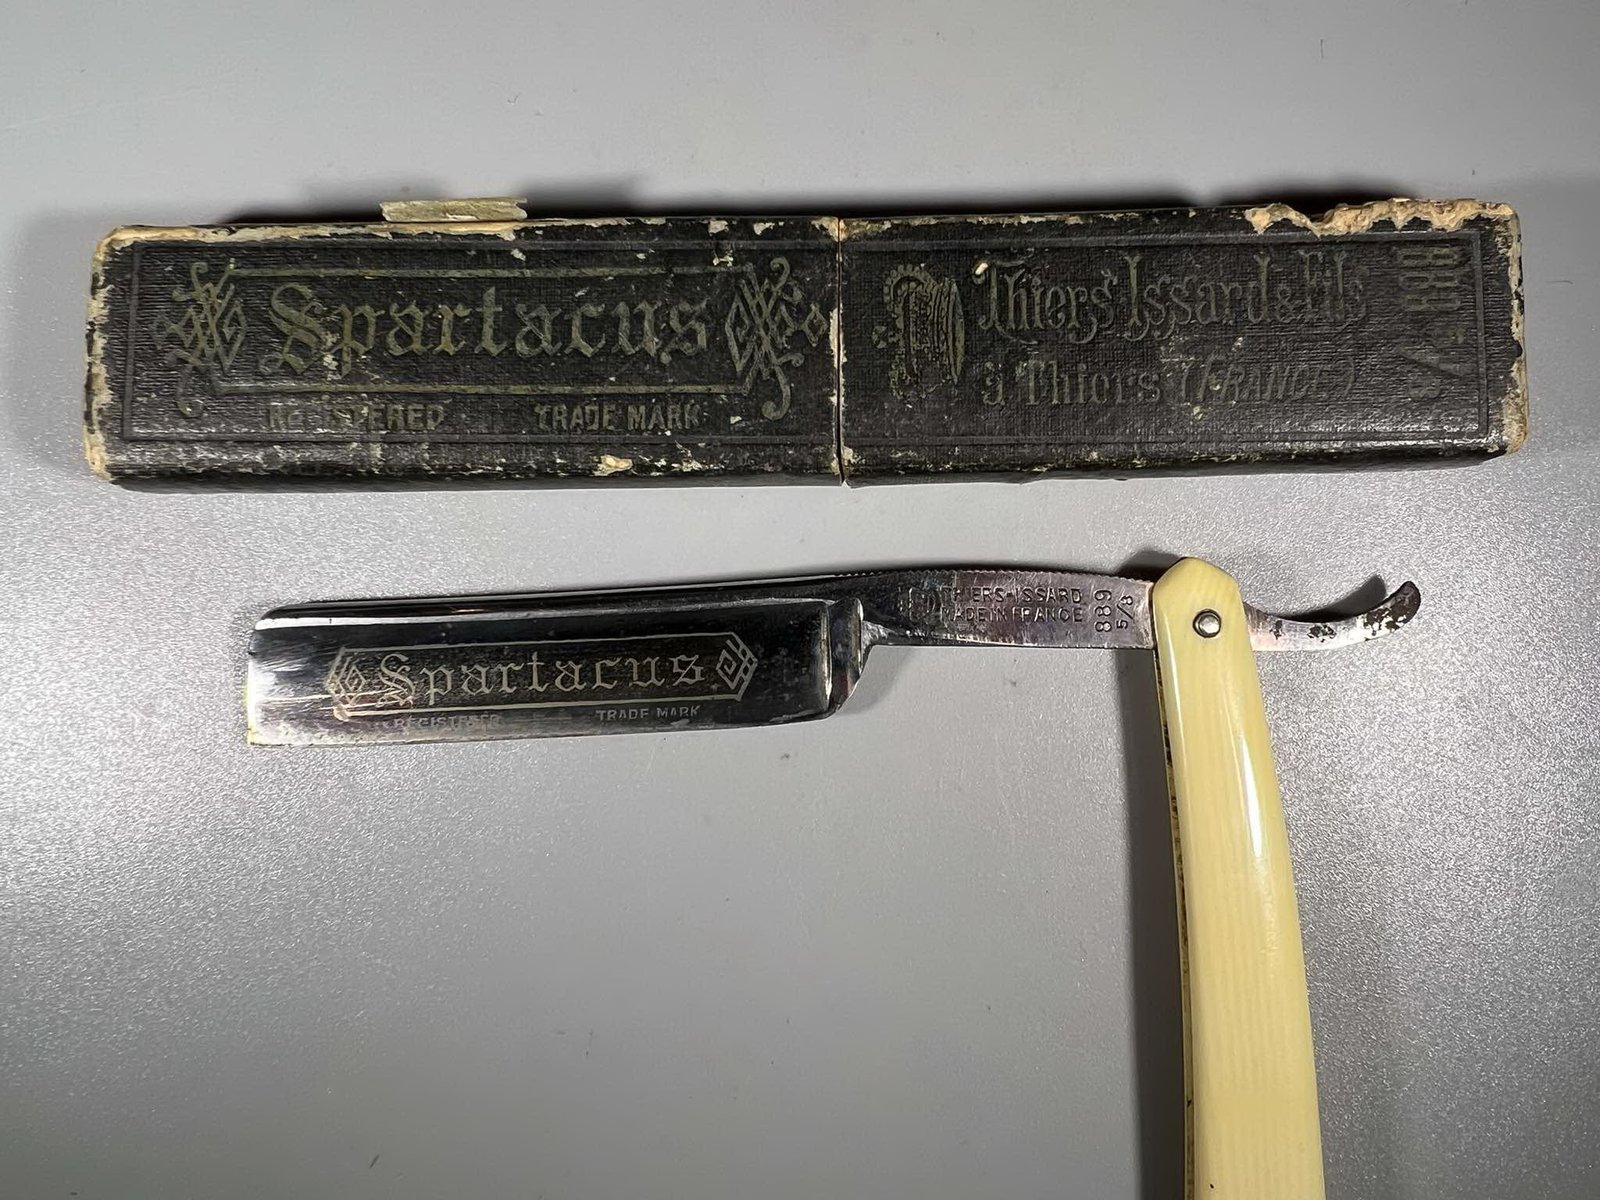 Spartacus
REGISTERED TRADE MARK
Thiers Issard & Fils
à Thiers (FRANCE)
889 5/8
THIERS-ISSARD
MADE IN FRANCE
889
5/8
Spartacus
REGISTERED TRADE MARK